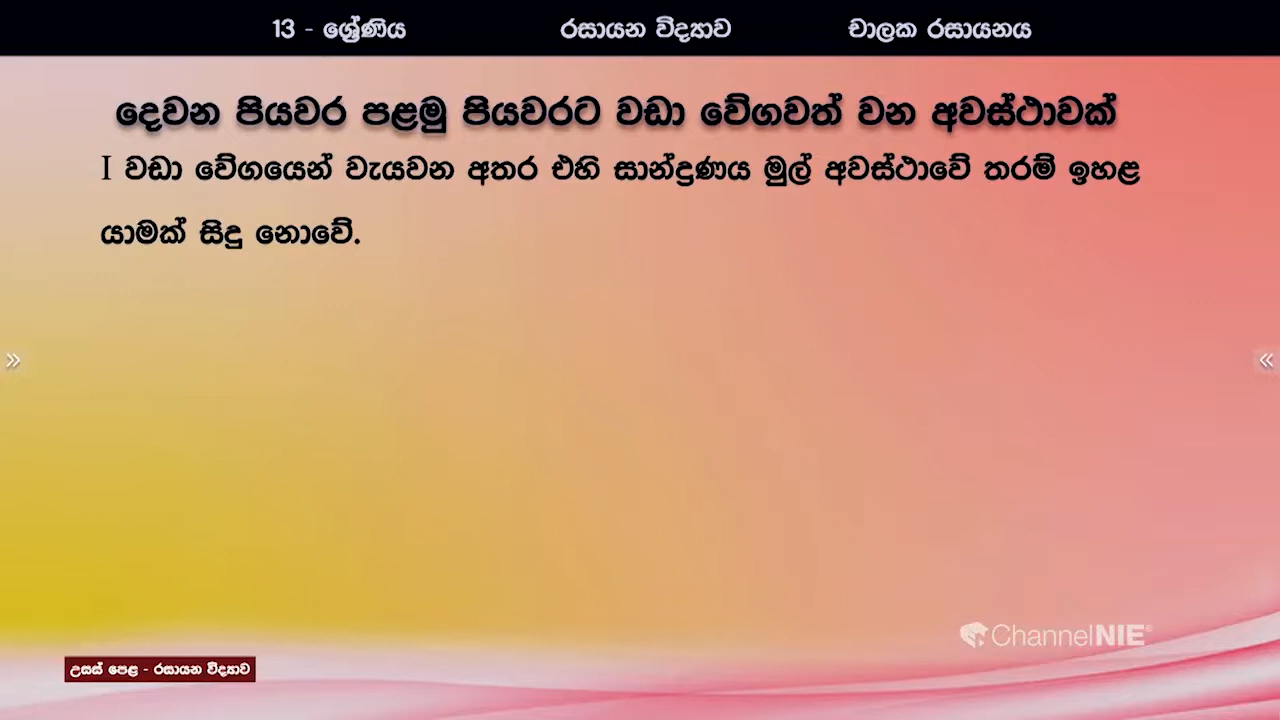 13 - ශ්‍රේණිය රසායන විද්‍යාව චාලක රසායනය
දෙවන පියවර පළමු පියවරට වඩා වේගවත් වන අවස්ථාවක්
I වඩා වේගයෙන් වැයවන අතර එහි සාන්ද්‍රණය මුල් අවස්ථාවේ තරම් ඉහළ
යාමක් සිදු නොවේ.
ChannelNIE®
උසස් පෙළ - රසායන විද්‍යාව